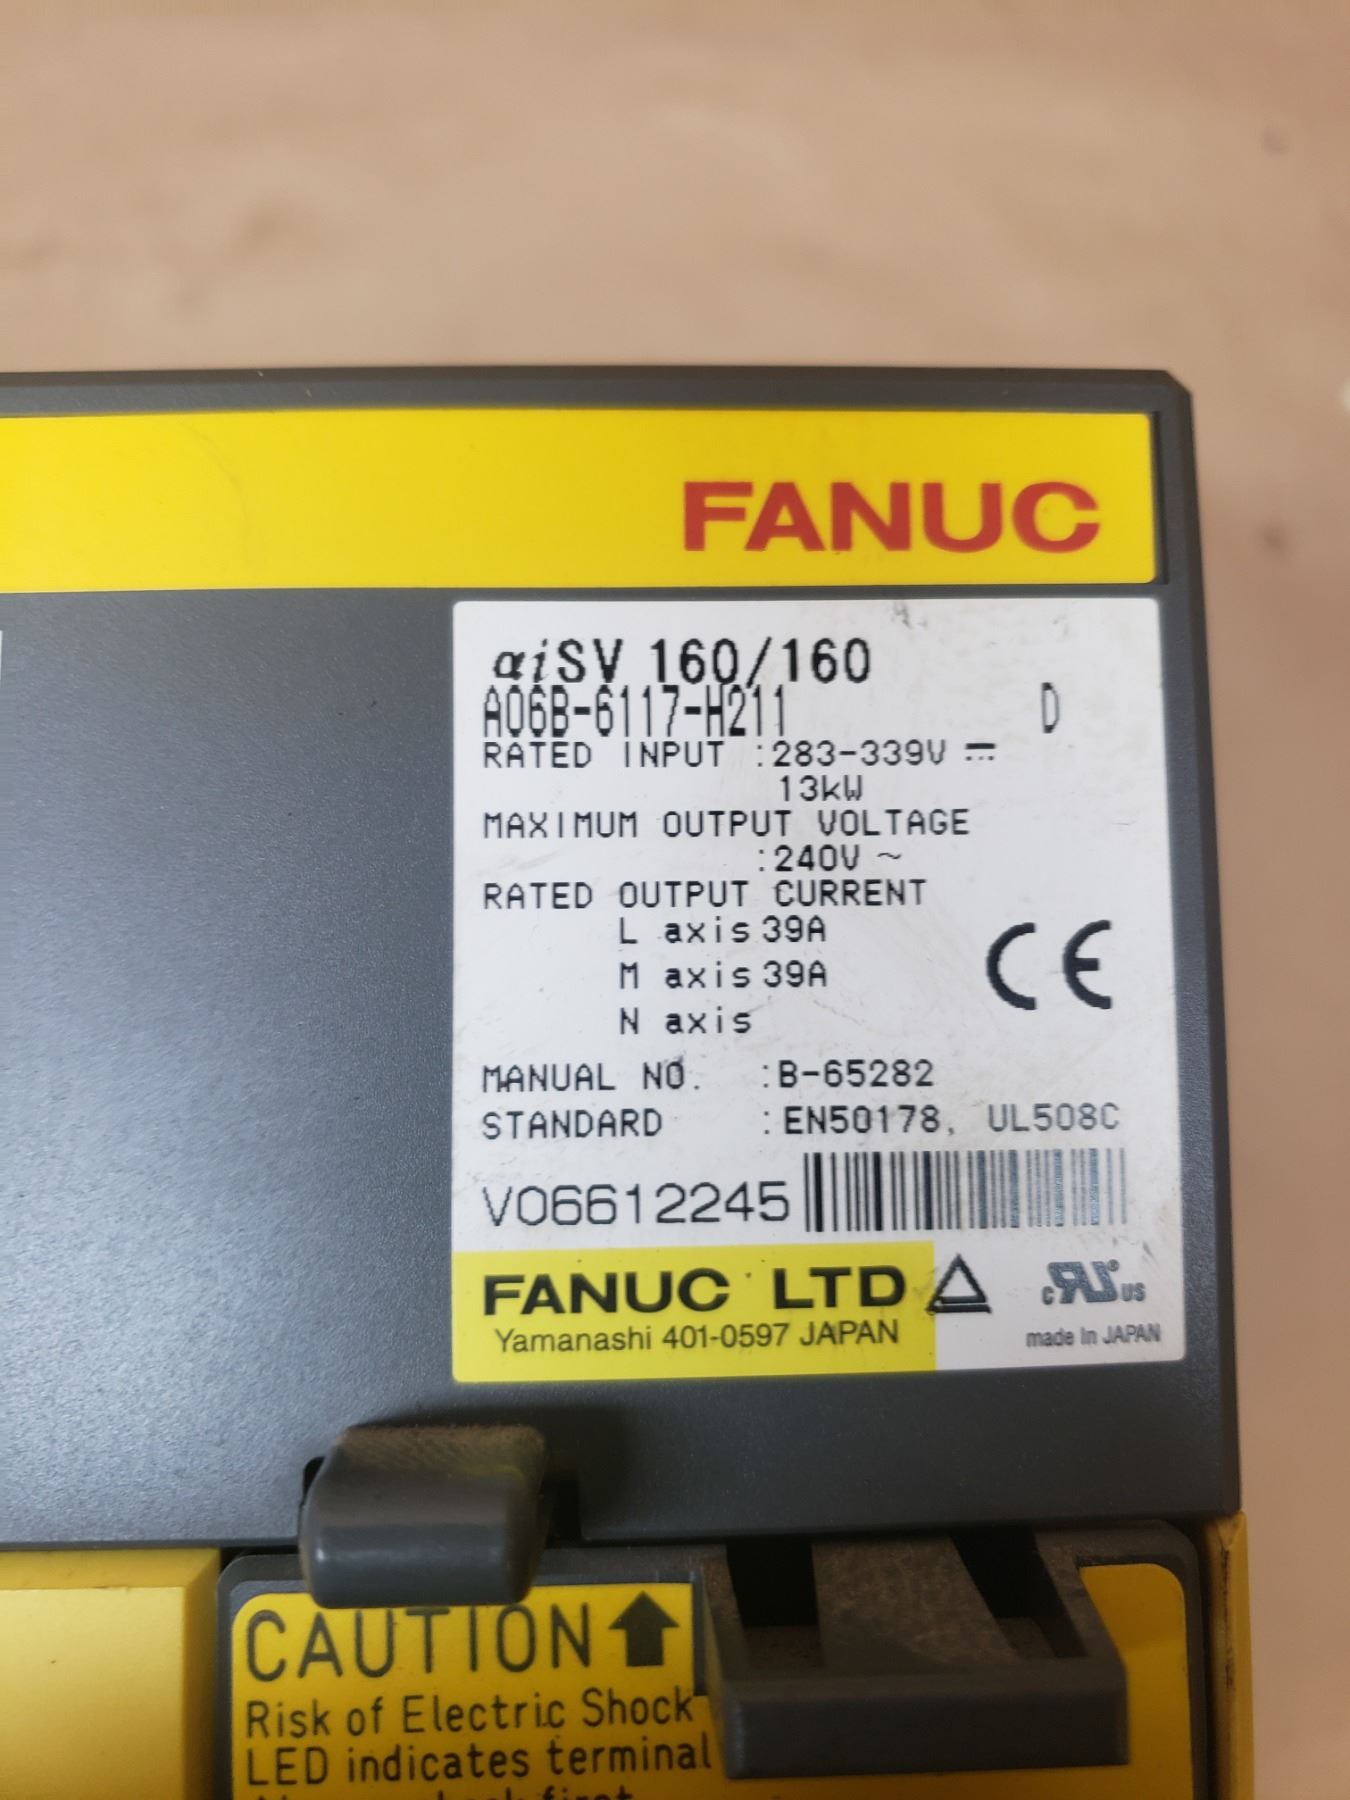 FANUC
αiSV 160/160
A06B-6117-H211 D
RATED INPUT :283-339V ⎓
13kW
MAXIMUM OUTPUT VOLTAGE
:240V ~
RATED OUTPUT CURRENT
L axis 39A
M axis 39A
N axis
CE
MANUAL NO. :B-65282
STANDARD :EN50178, UL508C
V06612245
FANUC LTD
Yamanashi 401-0597 JAPAN
c RU US
made in JAPAN
CAUTION
Risk of Electric Shock
LED indicates terminal